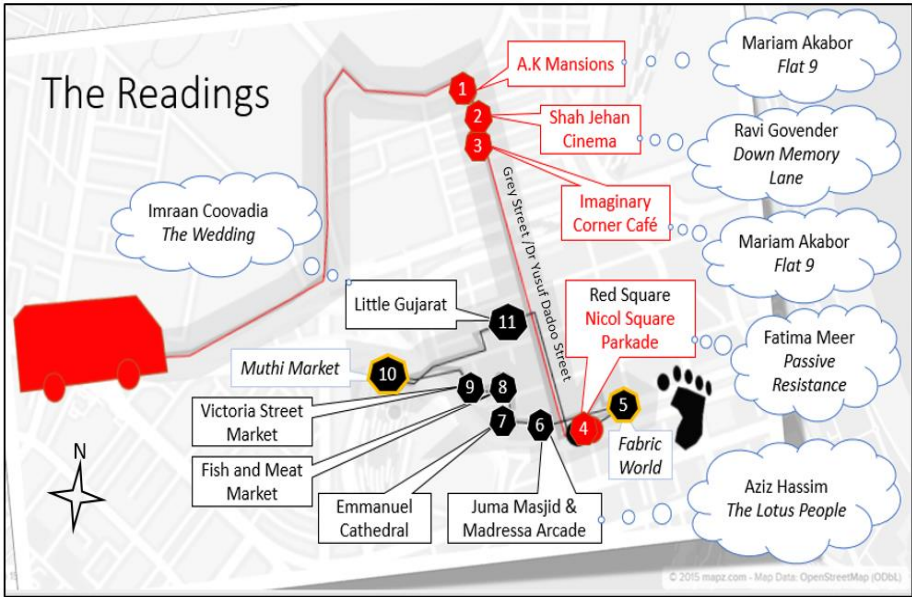 The Readings
1
A.K Mansions
Mariam Akabor
Flat 9
2
Shah Jehan
Cinema
Ravi Govender
Down Memory
Lane
3
Imaginary
Corner Café
Mariam Akabor
Flat 9
Grey Street /Dr Yusuf Dadoo Street
Imraan Coovadia
The Wedding
Little Gujarat
11
Red Square
Nicol Square
Parkade
Fatima Meer
Passive
Resistance
Muthi Market
10
9
8
7
6
4
5
Victoria Street
Market
Fish and Meat
Market
Emmanuel
Cathedral
Juma Masjid &
Madressa Arcade
Fabric
World
Aziz Hassim
The Lotus People
N
© 2015 mapz.com - Map Data: OpenStreetMap (ODbL)